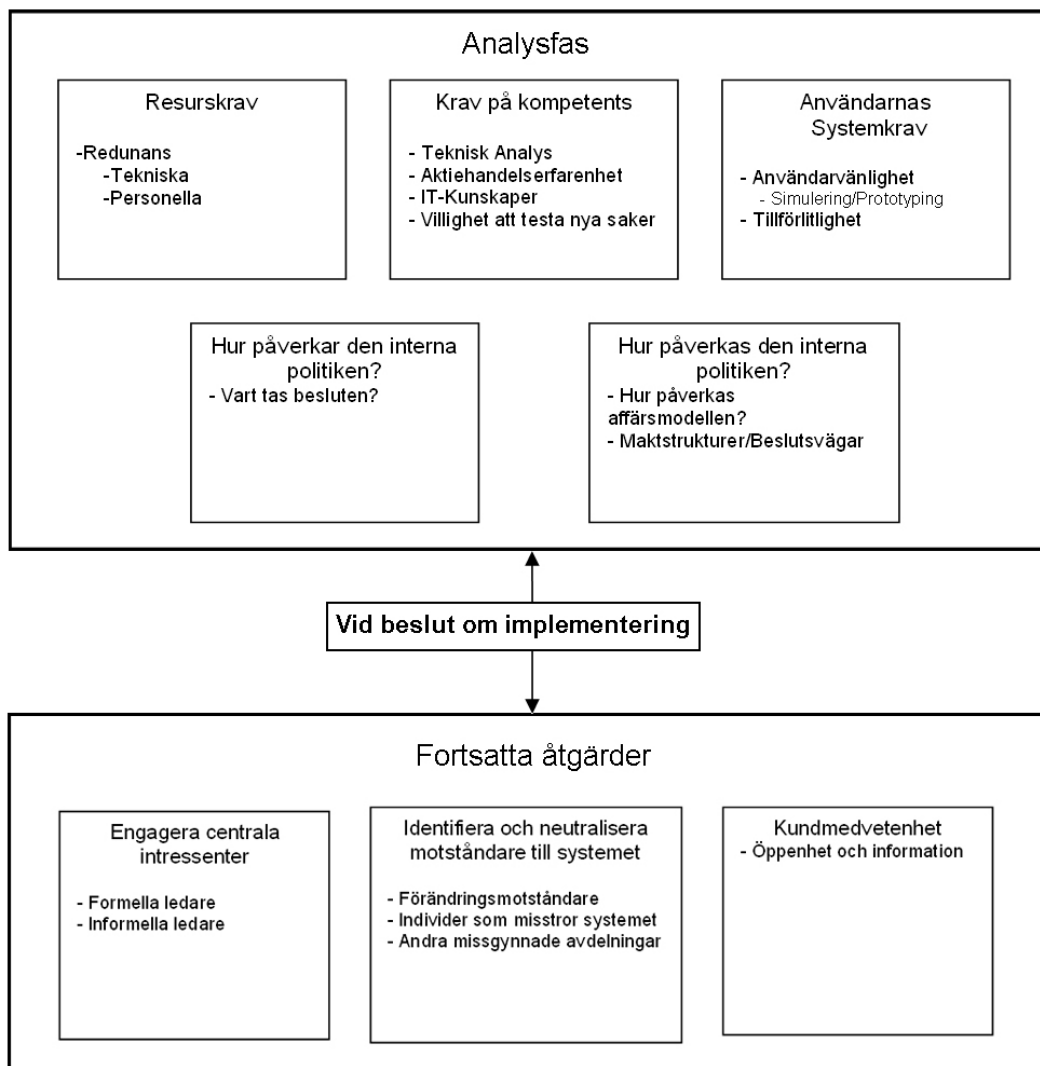 Analysfas
Resurskrav
-Redunans
-Tekniska
-Personella
Krav på kompetents
- Teknisk Analys
- Aktiehandelserfarenhet
- IT-Kunskaper
- Villighet att testa nya saker
Användarnas
Systemkrav
- Användarvänlighet
- Simulering/Prototyping
- Tillförlitlighet
Hur påverkar den interna
politiken?
- Vart tas besluten?
Hur påverkas den interna
politiken?
- Hur påverkas
affärsmodellen?
- Maktstrukturer/Beslutsvägar
Vid beslut om implementering
Fortsatta åtgärder
Engagera centrala
intressenter
- Formella ledare
- Informella ledare
Identifiera och neutralisera
motståndare till systemet
- Förändringsmotståndare
- Individer som misstror systemet
- Andra missgynnade avdelningar
Kundmedvetenhet
- Öppenhet och information